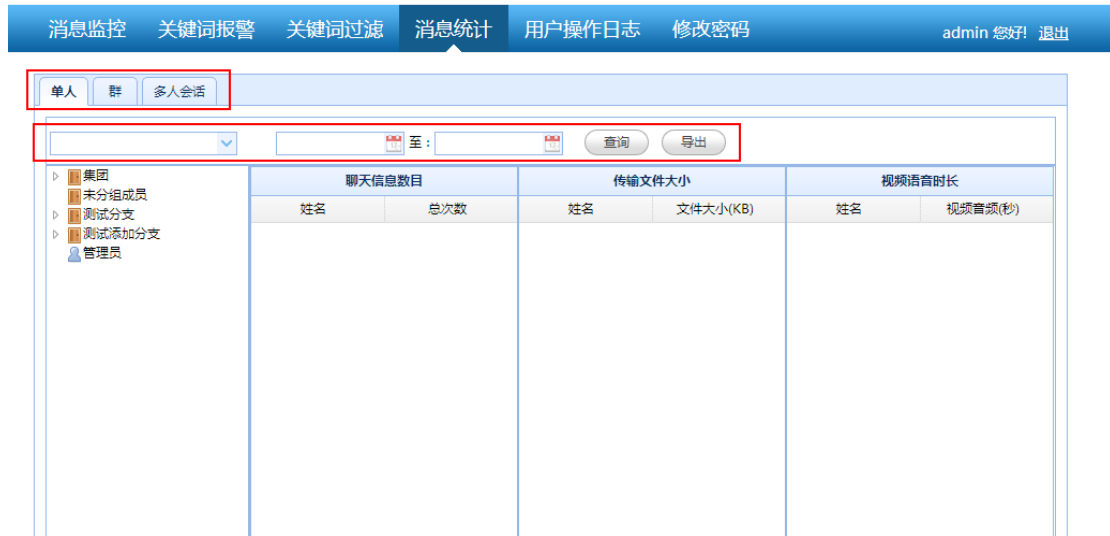 消息监控 关键词报警 关键词过滤 消息统计 用户操作日志 修改密码 admin 您好! 退出
单人 群 多人会话
至： 查询 导出
集团
未分组成员
测试分支
测试添加分支
管理员
聊天信息数目 传输文件大小 视频语音时长
姓名 总次数 姓名 文件大小(KB) 姓名 视频音频(秒)